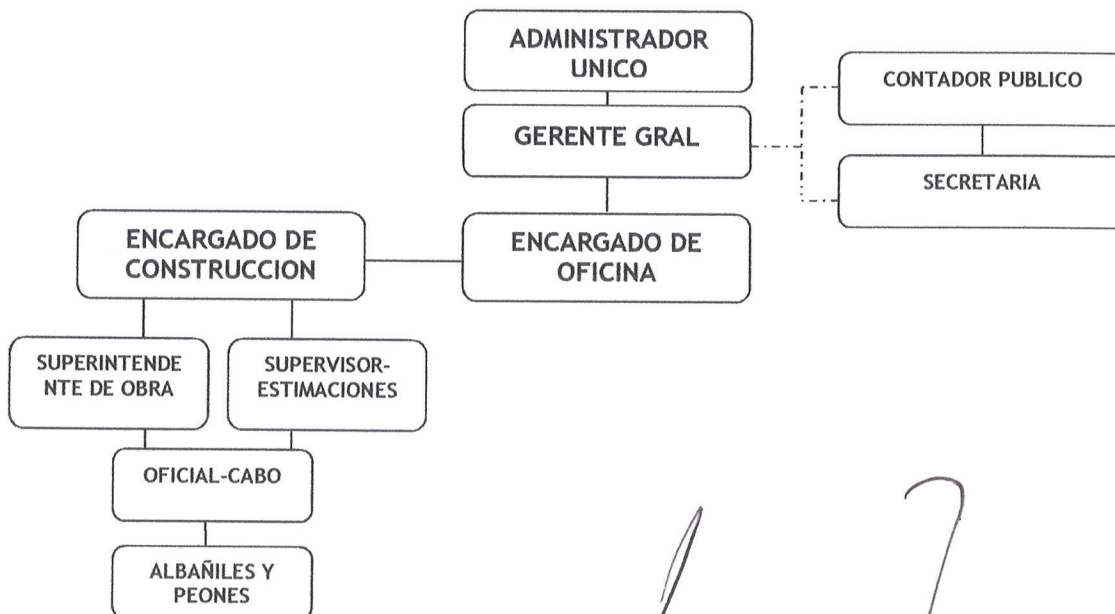 ADMINISTRADOR
UNICO
CONTADOR PUBLICO
GERENTE GRAL
SECRETARIA
ENCARGADO DE
CONSTRUCCION
ENCARGADO DE
OFICINA
SUPERINTENDE
NTE DE OBRA
SUPERVISOR-
ESTIMACIONES
OFICIAL-CABO
ALBAÑILES Y
PEONES